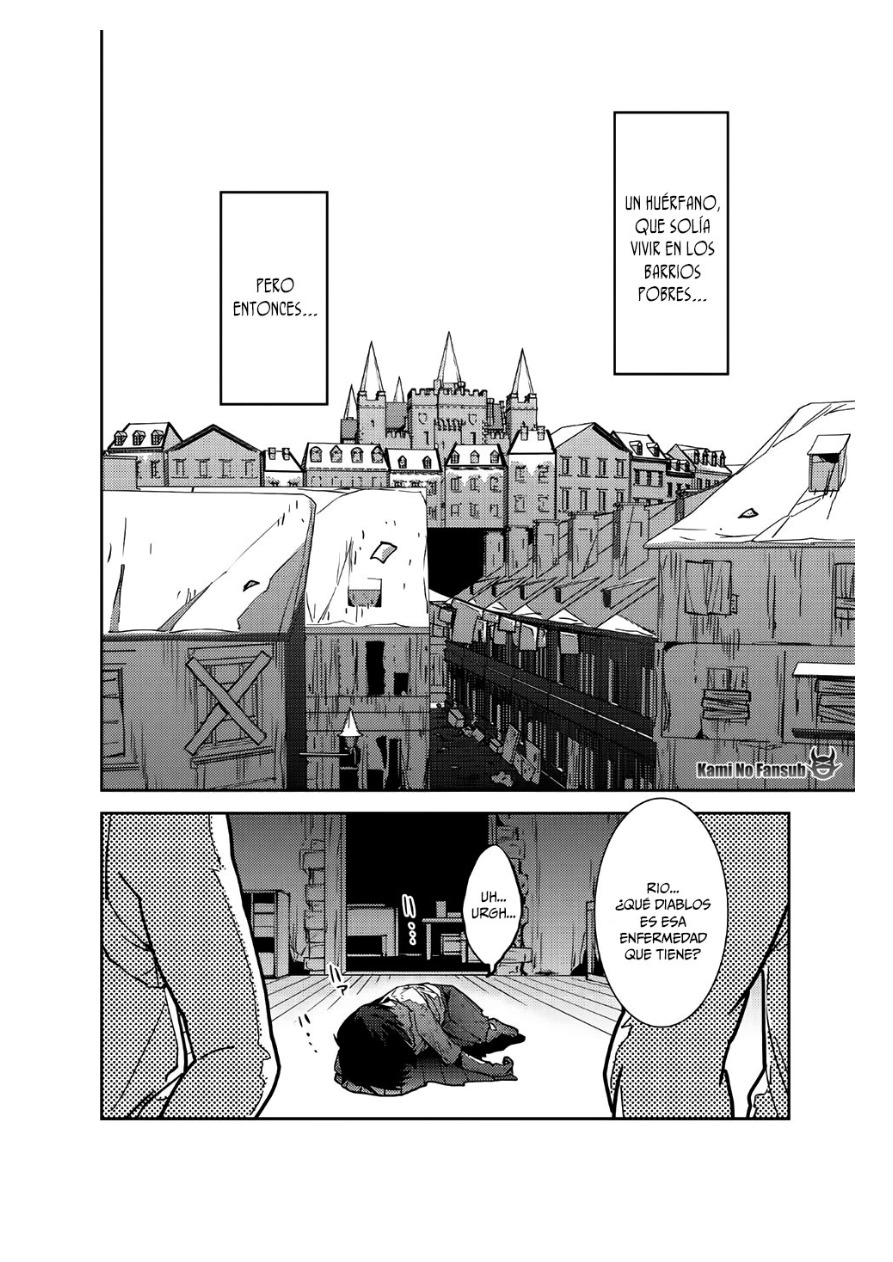 UN HUÉRFANO,
QUE SOLÍA
VIVIR EN LOS
BARRIOS
POBRES...
PERO
ENTONCES...
Kami No Fansub
RIO...
¿QUÉ DIABLOS
ES ESA
ENFERMEDAD
QUE TIENE?
UH...
URGH...